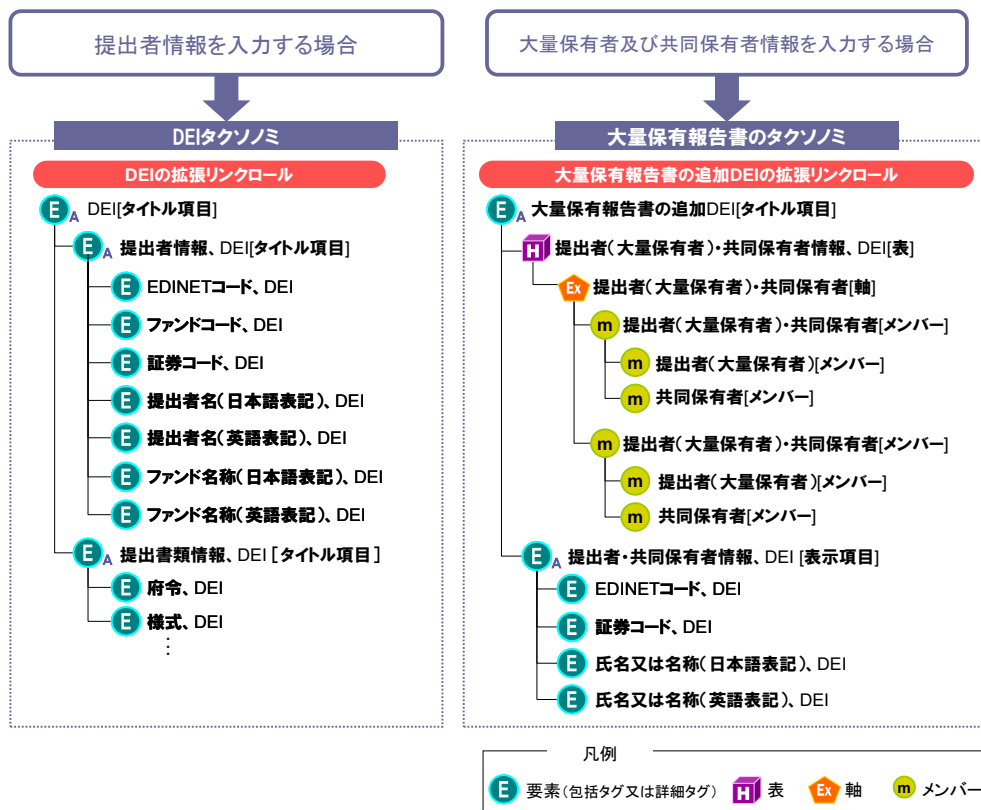 提出者情報を入力する場合
DEIタクソノミ
DEIの拡張リンクロール
E A DEI[タイトル項目]
E A 提出者情報、DEI[タイトル項目]
E EDINETコード、DEI
E ファンドコード、DEI
E 証券コード、DEI
E 提出者名(日本語表記)、DEI
E 提出者名(英語表記)、DEI
E ファンド名称(日本語表記)、DEI
E ファンド名称(英語表記)、DEI
E A 提出書類情報、DEI[タイトル項目]
E 府令、DEI
E 様式、DEI
⋮
大量保有者及び共同保有者情報を入力する場合
大量保有報告書のタクソノミ
大量保有報告書の追加DEIの拡張リンクロール
E A 大量保有報告書の追加DEI[タイトル項目]
H 提出者(大量保有者)・共同保有者情報、DEI[表]
Ex 提出者(大量保有者)・共同保有者[軸]
m 提出者(大量保有者)・共同保有者[メンバー]
m 提出者(大量保有者)[メンバー]
m 共同保有者[メンバー]
m 提出者(大量保有者)・共同保有者[メンバー]
m 提出者(大量保有者)[メンバー]
m 共同保有者[メンバー]
E A 提出者・共同保有者情報、DEI [表示項目]
E EDINETコード、DEI
E 証券コード、DEI
E 氏名又は名称(日本語表記)、DEI
E 氏名又は名称(英語表記)、DEI
凡例
E 要素(包括タグ又は詳細タグ) H 表 Ex 軸 m メンバー